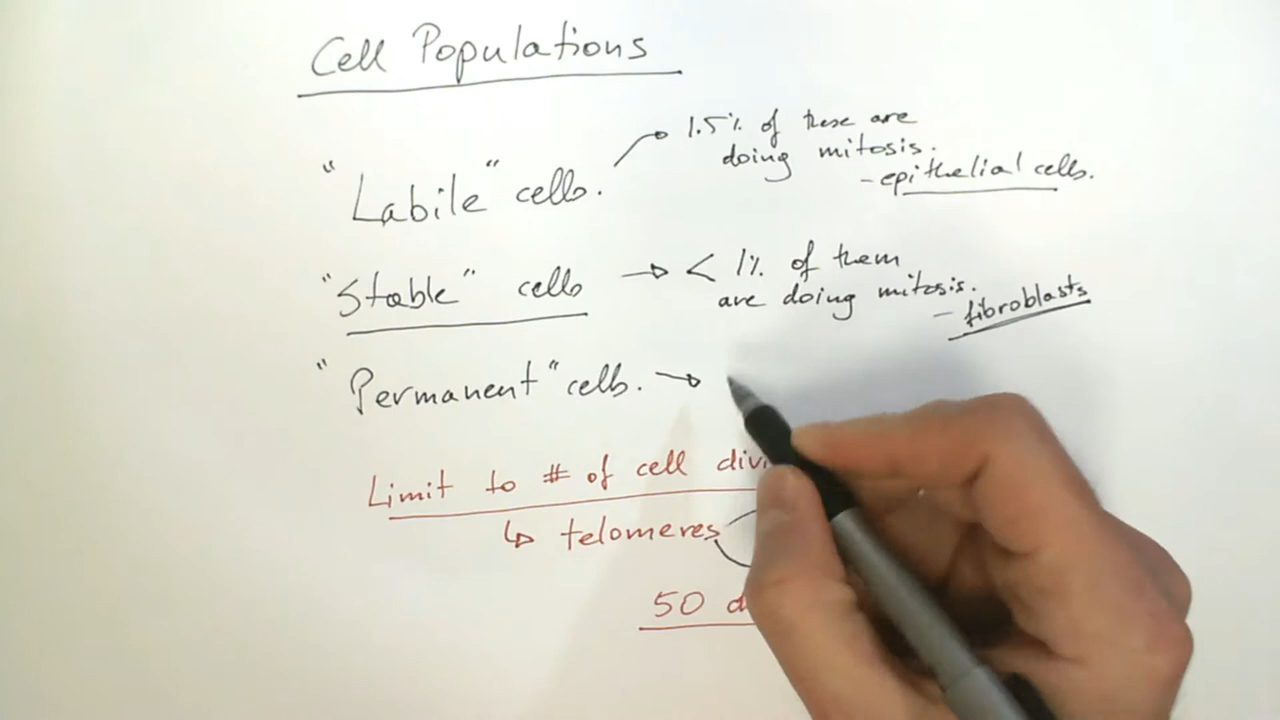 Cell Populations
"Labile" cells. → 1.5% of these are
doing mitosis.
- epithelial cells.
"Stable" cells → < 1% of them
are doing mitosis.
- fibroblasts
"Permanent" cells. →
Limit to # of cell divi
↳ telomeres
50 d